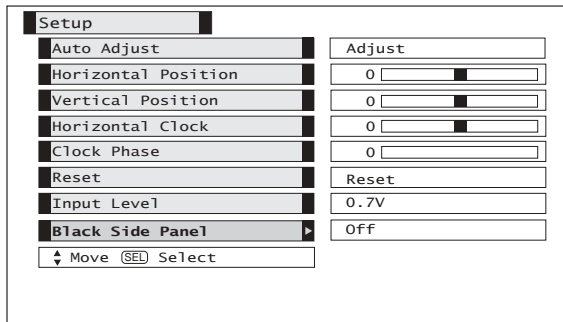 Setup
Auto Adjust Adjust
Horizontal Position 0
Vertical Position 0
Horizontal Clock 0
Clock Phase 0
Reset Reset
Input Level 0.7V
Black Side Panel Off
Move SEL Select